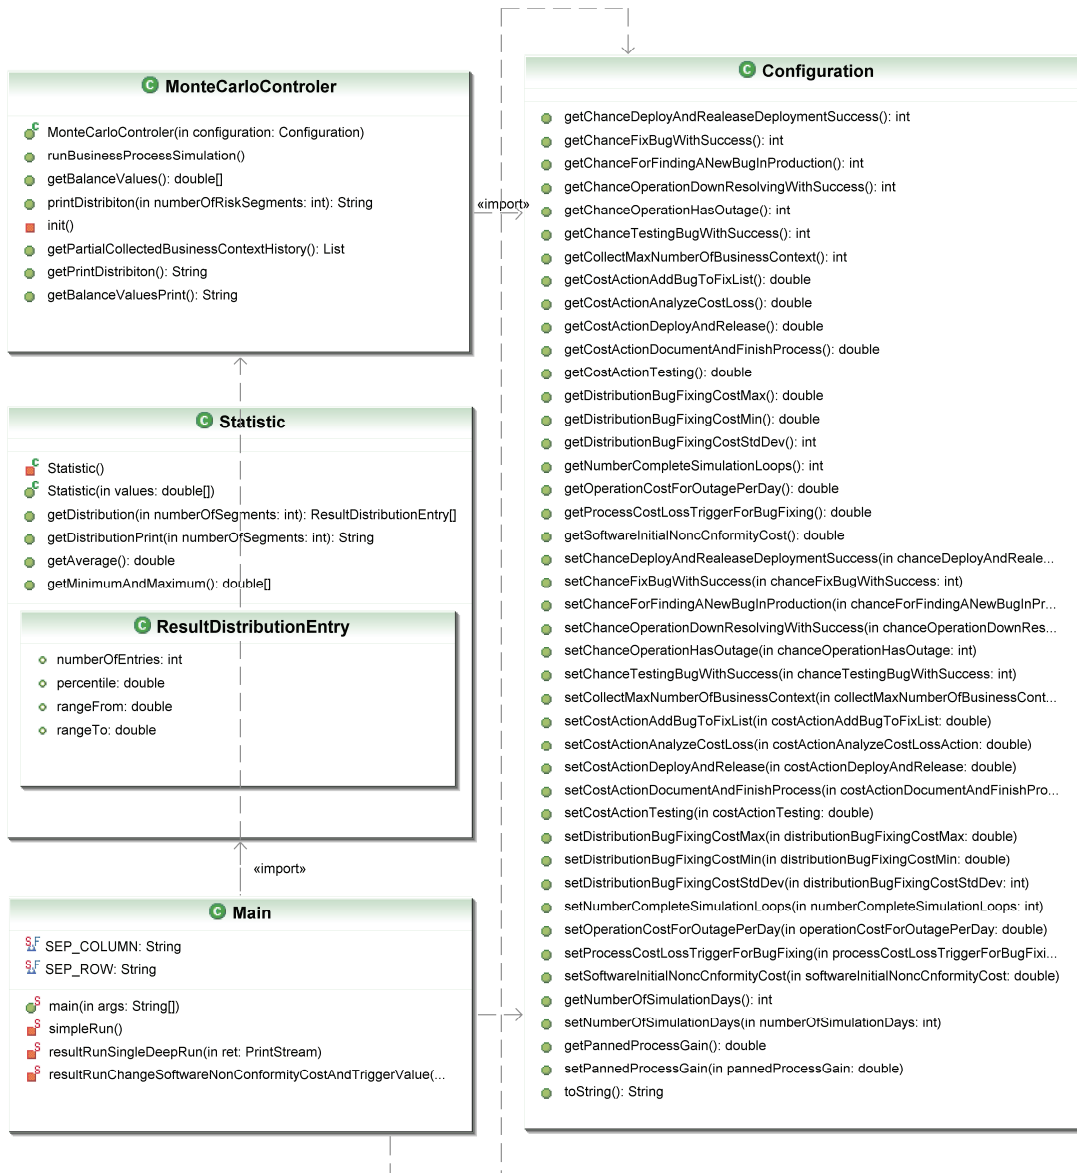 MonteCarloControler
MonteCarloControler(in configuration: Configuration)
runBusinessProcessSimulation()
getBalanceValues(): double[]
printDistribiton(in numberOfRiskSegments: int): String
init()
getPartialCollectedBusinessContextHistory(): List
getPrintDistribiton(): String
getBalanceValuesPrint(): String
«import»
Statistic
Statistic()
Statistic(in values: double[])
getDistribution(in numberOfSegments: int): ResultDistributionEntry[]
getDistributionPrint(in numberOfSegments: int): String
getAverage(): double
getMinimumAndMaximum(): double[]
ResultDistributionEntry
numberOfEntries: int
percentile: double
rangeFrom: double
rangeTo: double
«import»
Main
SEP_COLUMN: String
SEP_ROW: String
main(in args: String[])
simpleRun()
resultRunSingleDeepRun(in ret: PrintStream)
resultRunChangeSoftwareNonConformityCostAndTriggerValue(...
Configuration
getChanceDeployAndRealeaseDeploymentSuccess(): int
getChanceFixBugWithSuccess(): int
getChanceForFindingANewBugInProduction(): int
getChanceOperationDownResolvingWithSuccess(): int
getChanceOperationHasOutage(): int
getChanceTestingBugWithSuccess(): int
getCollectMaxNumberOfBusinessContext(): int
getCostActionAddBugToFixList(): double
getCostActionAnalyzeCostLoss(): double
getCostActionDeployAndRelease(): double
getCostActionDocumentAndFinishProcess(): double
getCostActionTesting(): double
getDistributionBugFixingCostMax(): double
getDistributionBugFixingCostMin(): double
getDistributionBugFixingCostStdDev(): int
getNumberCompleteSimulationLoops(): int
getOperationCostForOutagePerDay(): double
getProcessCostLossTriggerForBugFixing(): double
getSoftwareInitialNoncCnformityCost(): double
setChanceDeployAndRealeaseDeploymentSuccess(in chanceDeployAndReale...
setChanceFixBugWithSuccess(in chanceFixBugWithSuccess: int)
setChanceForFindingANewBugInProduction(in chanceForFindingANewBugInPr...
setChanceOperationDownResolvingWithSuccess(in chanceOperationDownRes...
setChanceOperationHasOutage(in chanceOperationHasOutage: int)
setChanceTestingBugWithSuccess(in chanceTestingBugWithSuccess: int)
setCollectMaxNumberOfBusinessContext(in collectMaxNumberOfBusinessCont...
setCostActionAddBugToFixList(in costActionAddBugToFixList: double)
setCostActionAnalyzeCostLoss(in costActionAnalyzeCostLossAction: double)
setCostActionDeployAndRelease(in costActionDeployAndRelease: double)
setCostActionDocumentAndFinishProcess(in costActionDocumentAndFinishPro...
setCostActionTesting(in costActionTesting: double)
setDistributionBugFixingCostMax(in distributionBugFixingCostMax: double)
setDistributionBugFixingCostMin(in distributionBugFixingCostMin: double)
setDistributionBugFixingCostStdDev(in distributionBugFixingCostStdDev: int)
setNumberCompleteSimulationLoops(in numberCompleteSimulationLoops: int)
setOperationCostForOutagePerDay(in operationCostForOutagePerDay: double)
setProcessCostLossTriggerForBugFixing(in processCostLossTriggerForBugFixi...
setSoftwareInitialNoncCnformityCost(in softwareInitialNoncCnformityCost: double)
getNumberOfSimulationDays(): int
setNumberOfSimulationDays(in numberOfSimulationDays: int)
getPannedProcessGain(): double
setPannedProcessGain(in pannedProcessGain: double)
toString(): String